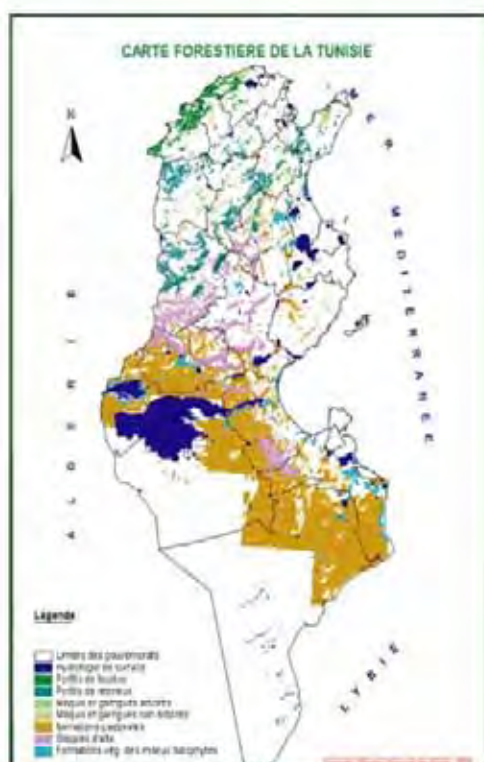 CARTE FORESTIERE DE LA TUNISIE
N
MER MEDITERRANEE
ALGERIE
LYBIE
Légende
Limites des gouvernorats
Hydrologie de surface
Forêts de feuillus
Forêts de résineux
Maquis et garrigues arborés
Maquis et garrigues non arborés
Formations pastorales
Steppes d'alfa
Formations vég. des milieux halophytes